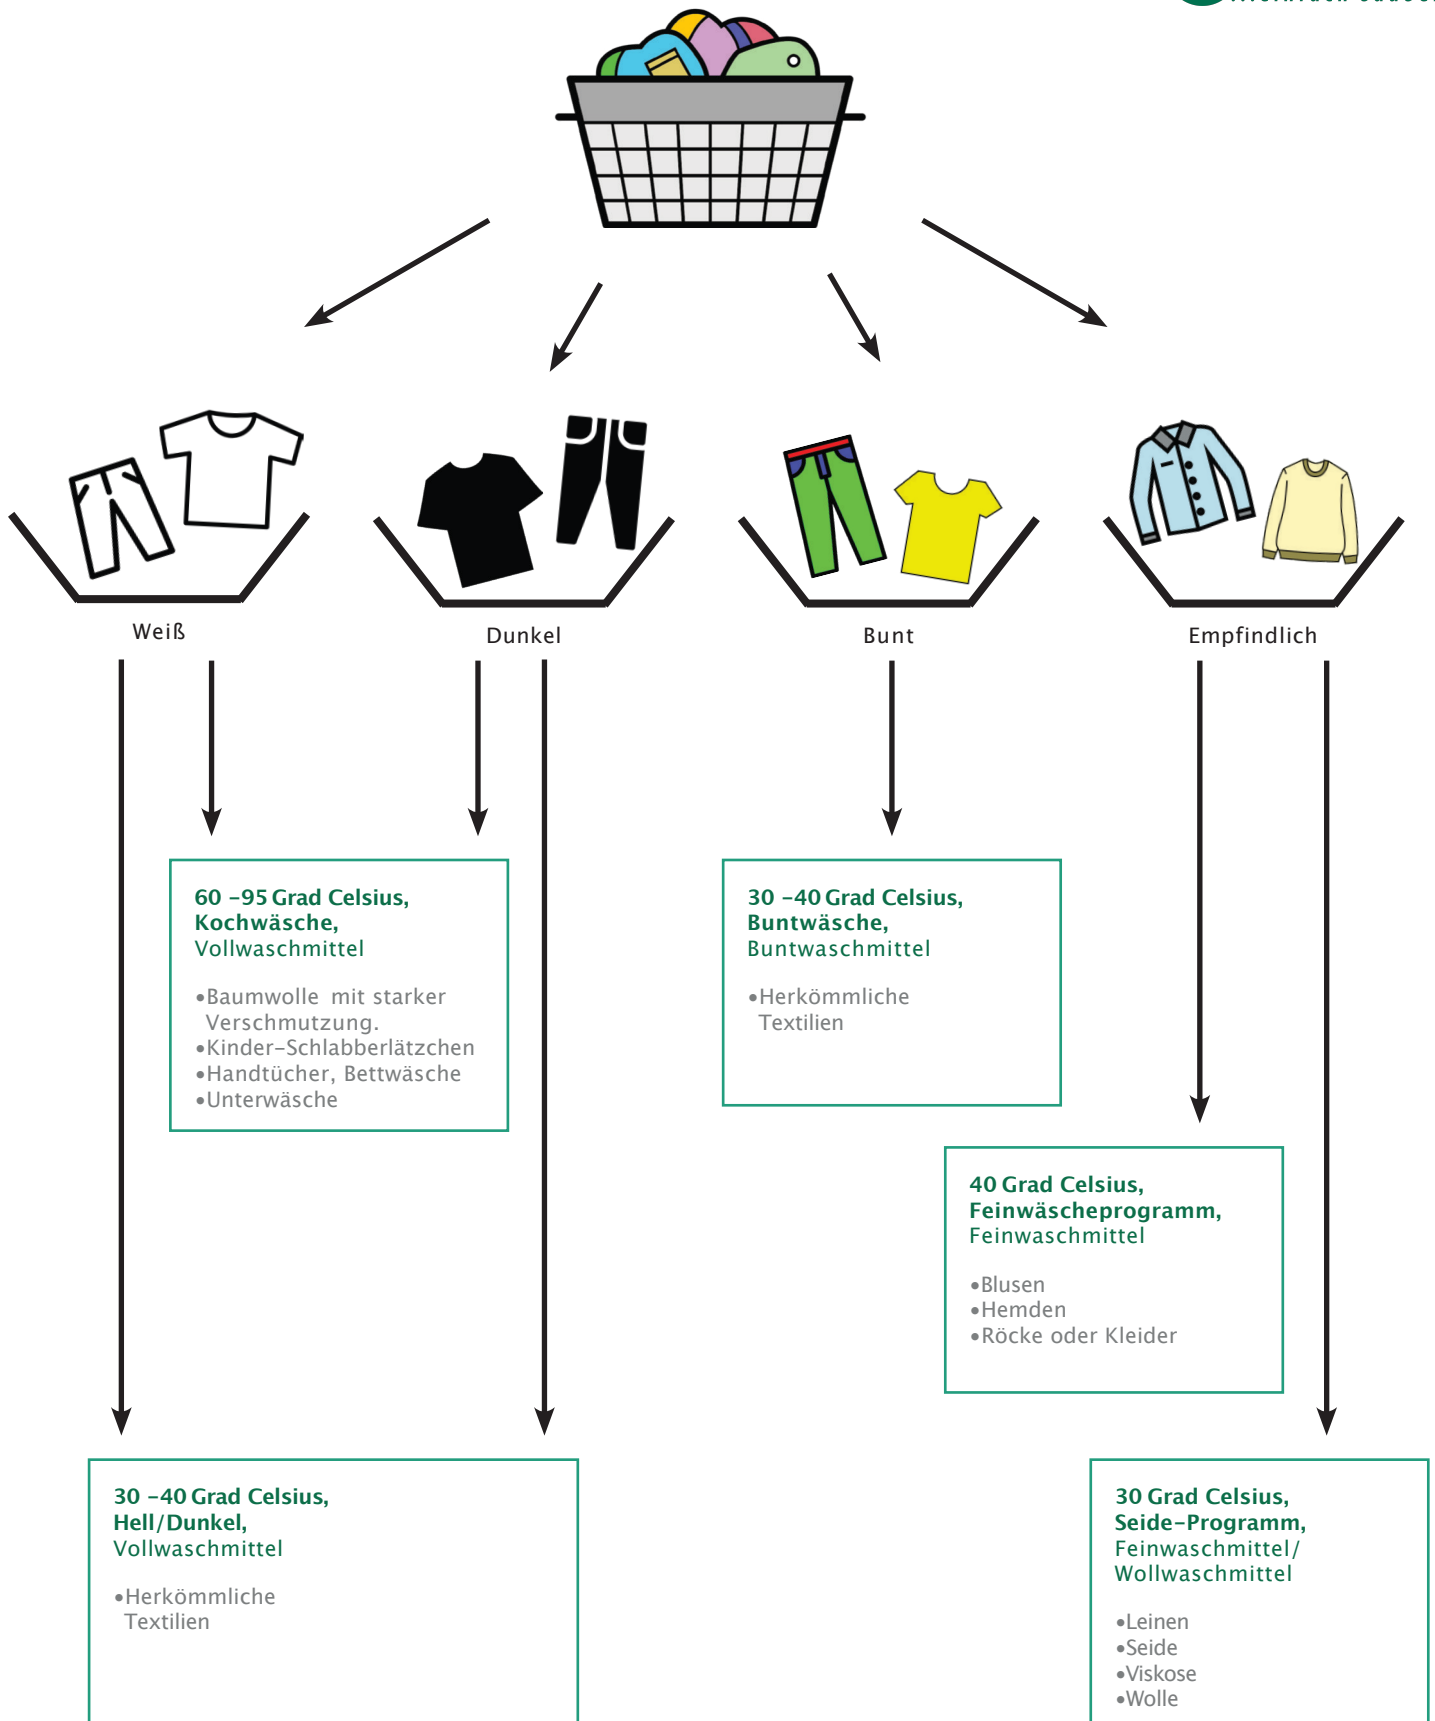 Weiß
Dunkel
Bunt
Empfindlich
60 –95 Grad Celsius,
Kochwäsche,
Vollwaschmittel
•Baumwolle mit starker
Verschmutzung.
•Kinder–Schlabberlätzchen
•Handtücher, Bettwäsche
•Unterwäsche
30 –40 Grad Celsius,
Buntwäsche,
Buntwaschmittel
•Herkömmliche
Textilien
40 Grad Celsius,
Feinwäscheprogramm,
Feinwaschmittel
•Blusen
•Hemden
•Röcke oder Kleider
30 –40 Grad Celsius,
Hell/Dunkel,
Vollwaschmittel
•Herkömmliche
Textilien
30 Grad Celsius,
Seide–Programm,
Feinwaschmittel/
Wollwaschmittel
•Leinen
•Seide
•Viskose
•Wolle